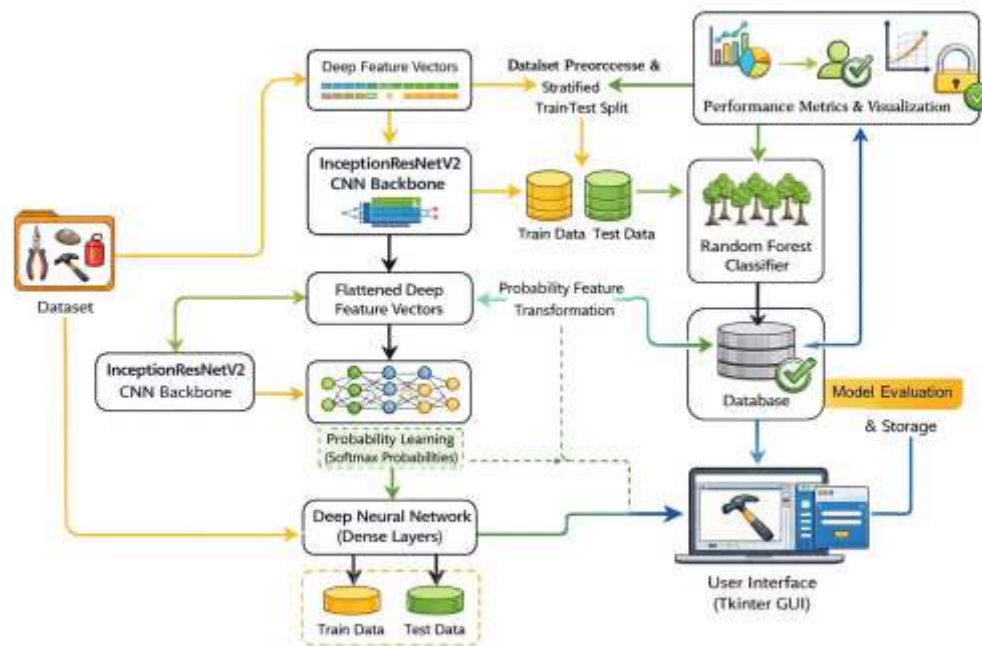 Deep Feature Vectors
Datalset Preorccesse &
Stratified
Train-Test Split
Performance Metrics & Visualization
InceptionResNetV2
CNN Backbone
Train Data
Test Data
Random Forest
Classifier
Dataset
Flattened Deep
Feature Vectors
Probability Feature
Transformation
InceptionResNetV2
CNN Backbone
Database
Model Evaluation
& Storage
Probability Learning
(Softmax Probabilities)
Deep Neural Network
(Dense Layers)
User Interface
(Tkinter GUI)
Train Data
Test Data